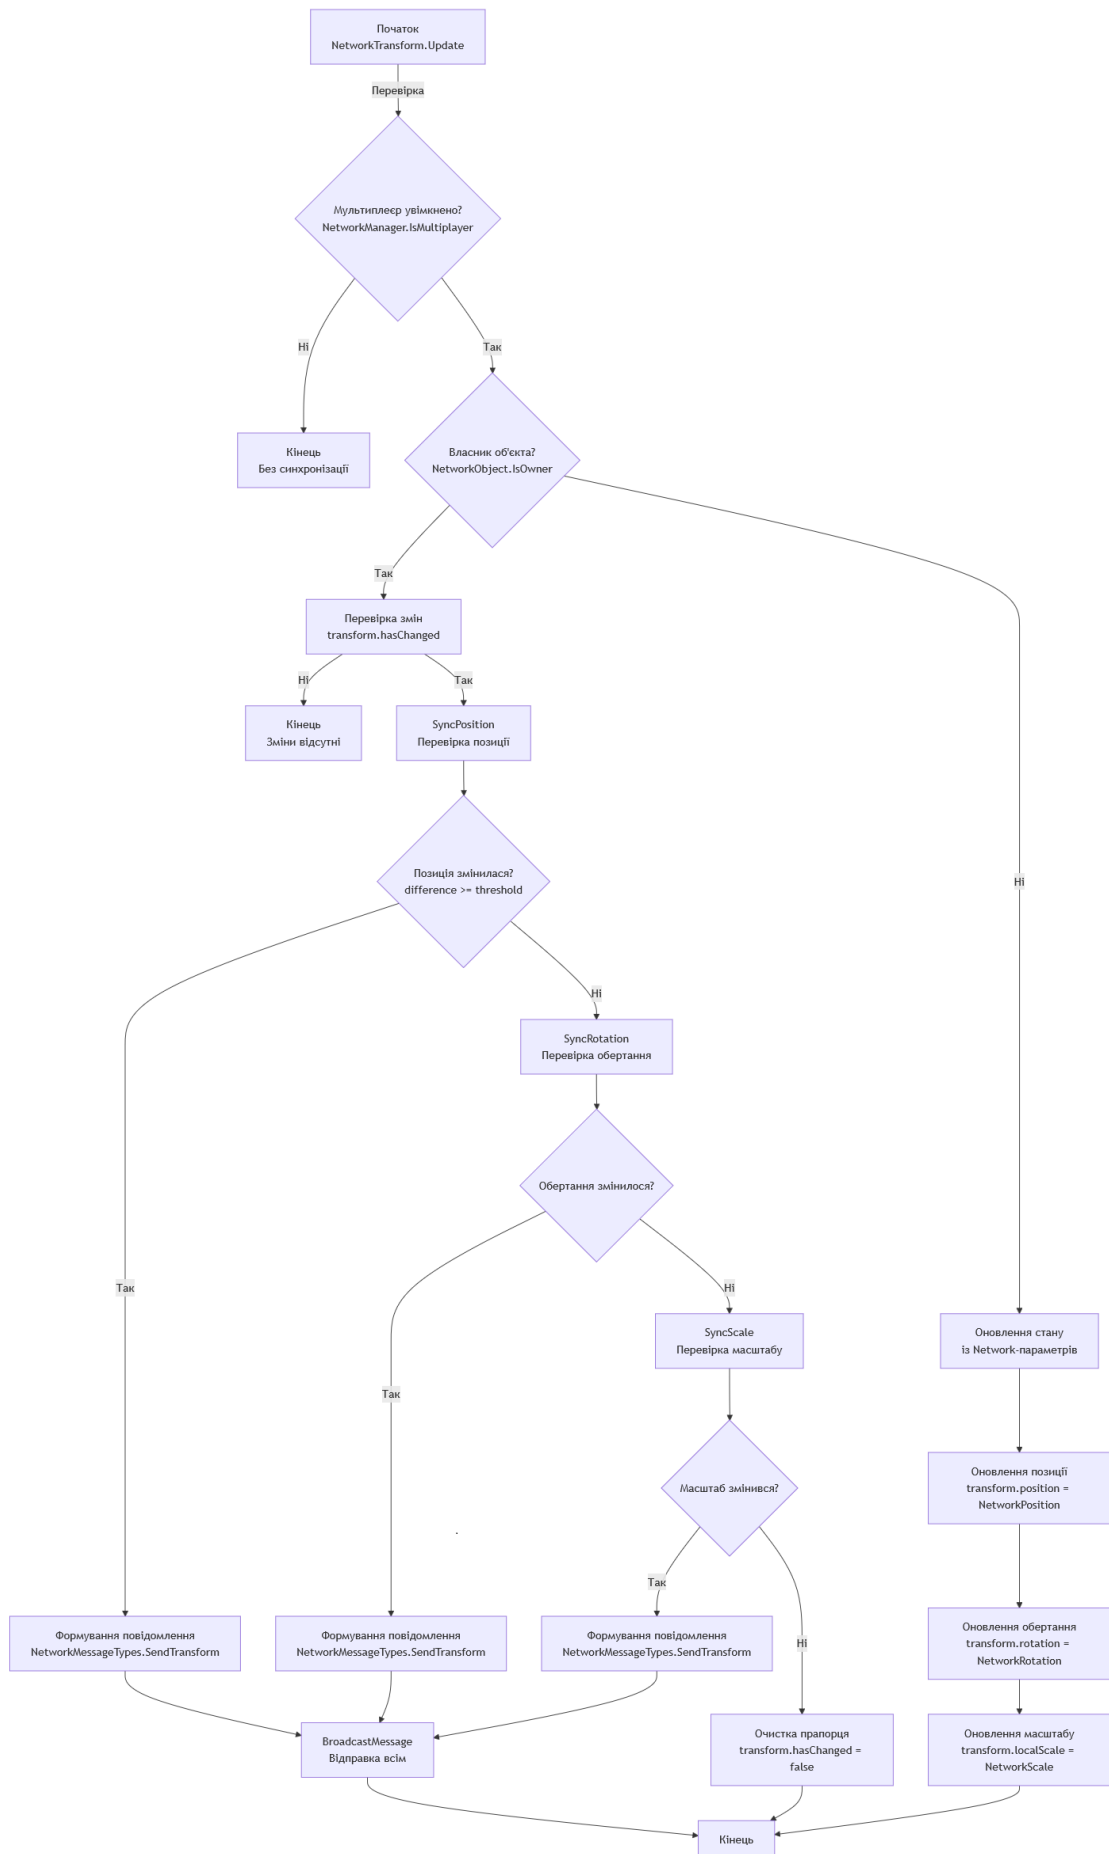 Початок
NetworkTransform.Update
Перевірка
Мультиплеєр увімкнено?
NetworkManager.IsMultiplayer
Ні
Так
Кінець
Без синхронізації
Власник об'єкта?
NetworkObject.IsOwner
Так
Перевірка змін
transform.hasChanged
Ні
Так
Кінець
Зміни відсутні
SyncPosition
Перевірка позиції
Позиція змінилася?
difference >= threshold
Ні
Ні
SyncRotation
Перевірка обертання
Обертання змінилося?
Так
Ні
SyncScale
Перевірка масштабу
Оновлення стану
із Network-параметрів
Так
Масштаб змінився?
Оновлення позиції
transform.position =
NetworkPosition
Так
Ні
Формування повідомлення
NetworkMessageTypes.SendTransform
Формування повідомлення
NetworkMessageTypes.SendTransform
Формування повідомлення
NetworkMessageTypes.SendTransform
Оновлення обертання
transform.rotation =
NetworkRotation
BroadcastMessage
Відправка всім
Очистка прапорця
transform.hasChanged =
false
Оновлення масштабу
transform.localScale =
NetworkScale
Кінець